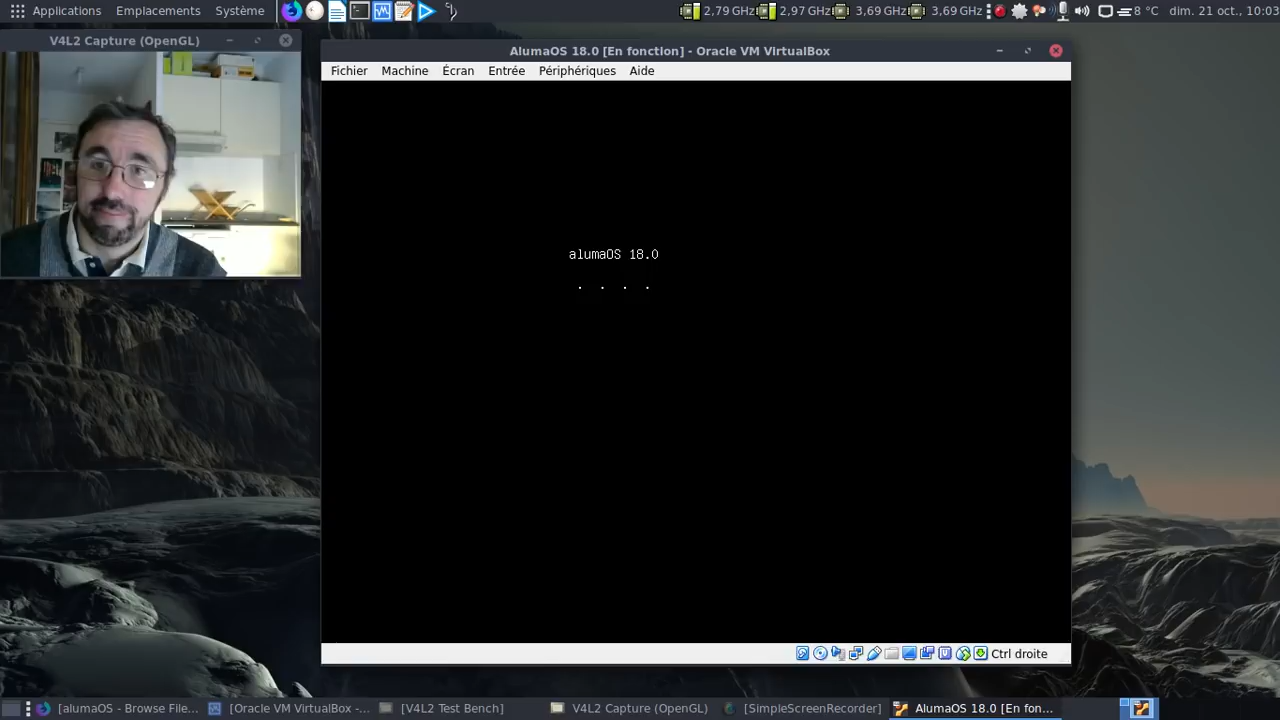 Applications Emplacements Système 2,79 GHz 2,97 GHz 3,69 GHz 3,69 GHz 8 °C dim. 21 oct., 10:03
V4L2 Capture (OpenGL)
AlumaOS 18.0 [En fonction] - Oracle VM VirtualBox
Fichier Machine Écran Entrée Périphériques Aide
alumaOS 18.0
. . . .
Ctrl droite
[alumaOS - Browse File... [Oracle VM VirtualBox -... [V4L2 Test Bench] V4L2 Capture (OpenGL) [SimpleScreenRecorder] AlumaOS 18.0 [En fon...